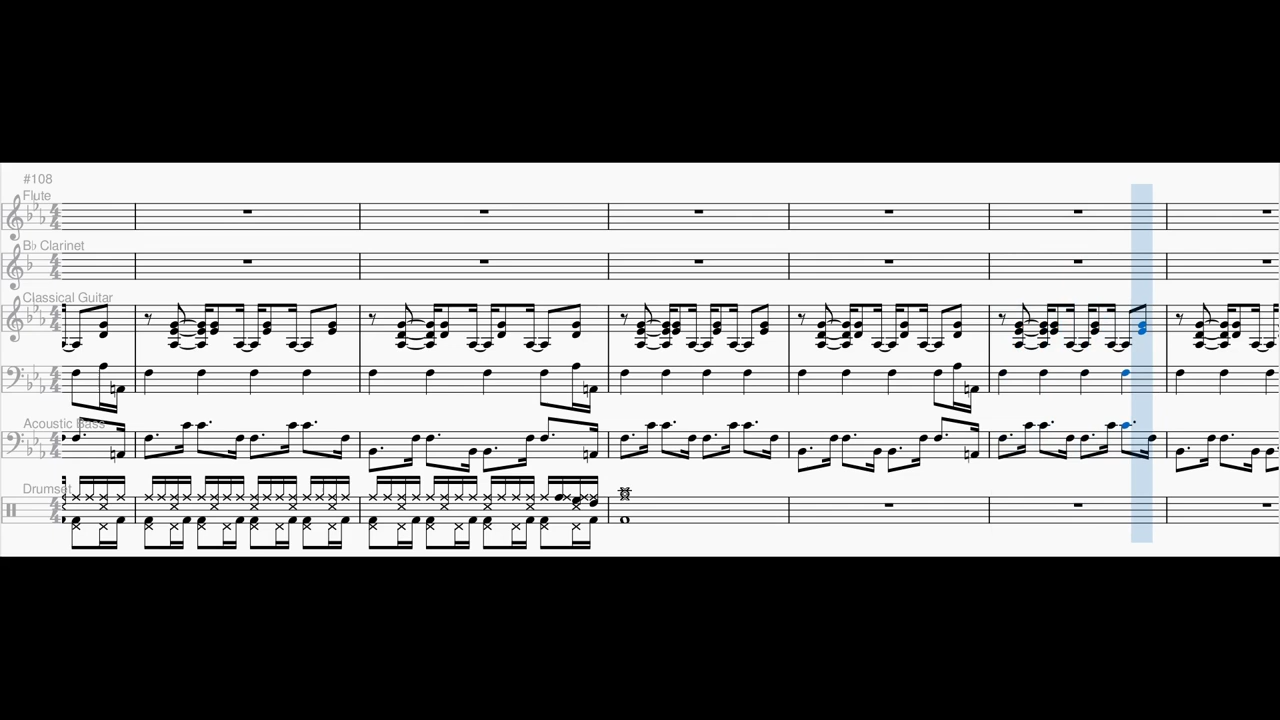 #108
Flute
B♭ Clarinet
Classical Guitar
Acoustic Bass
Drumset